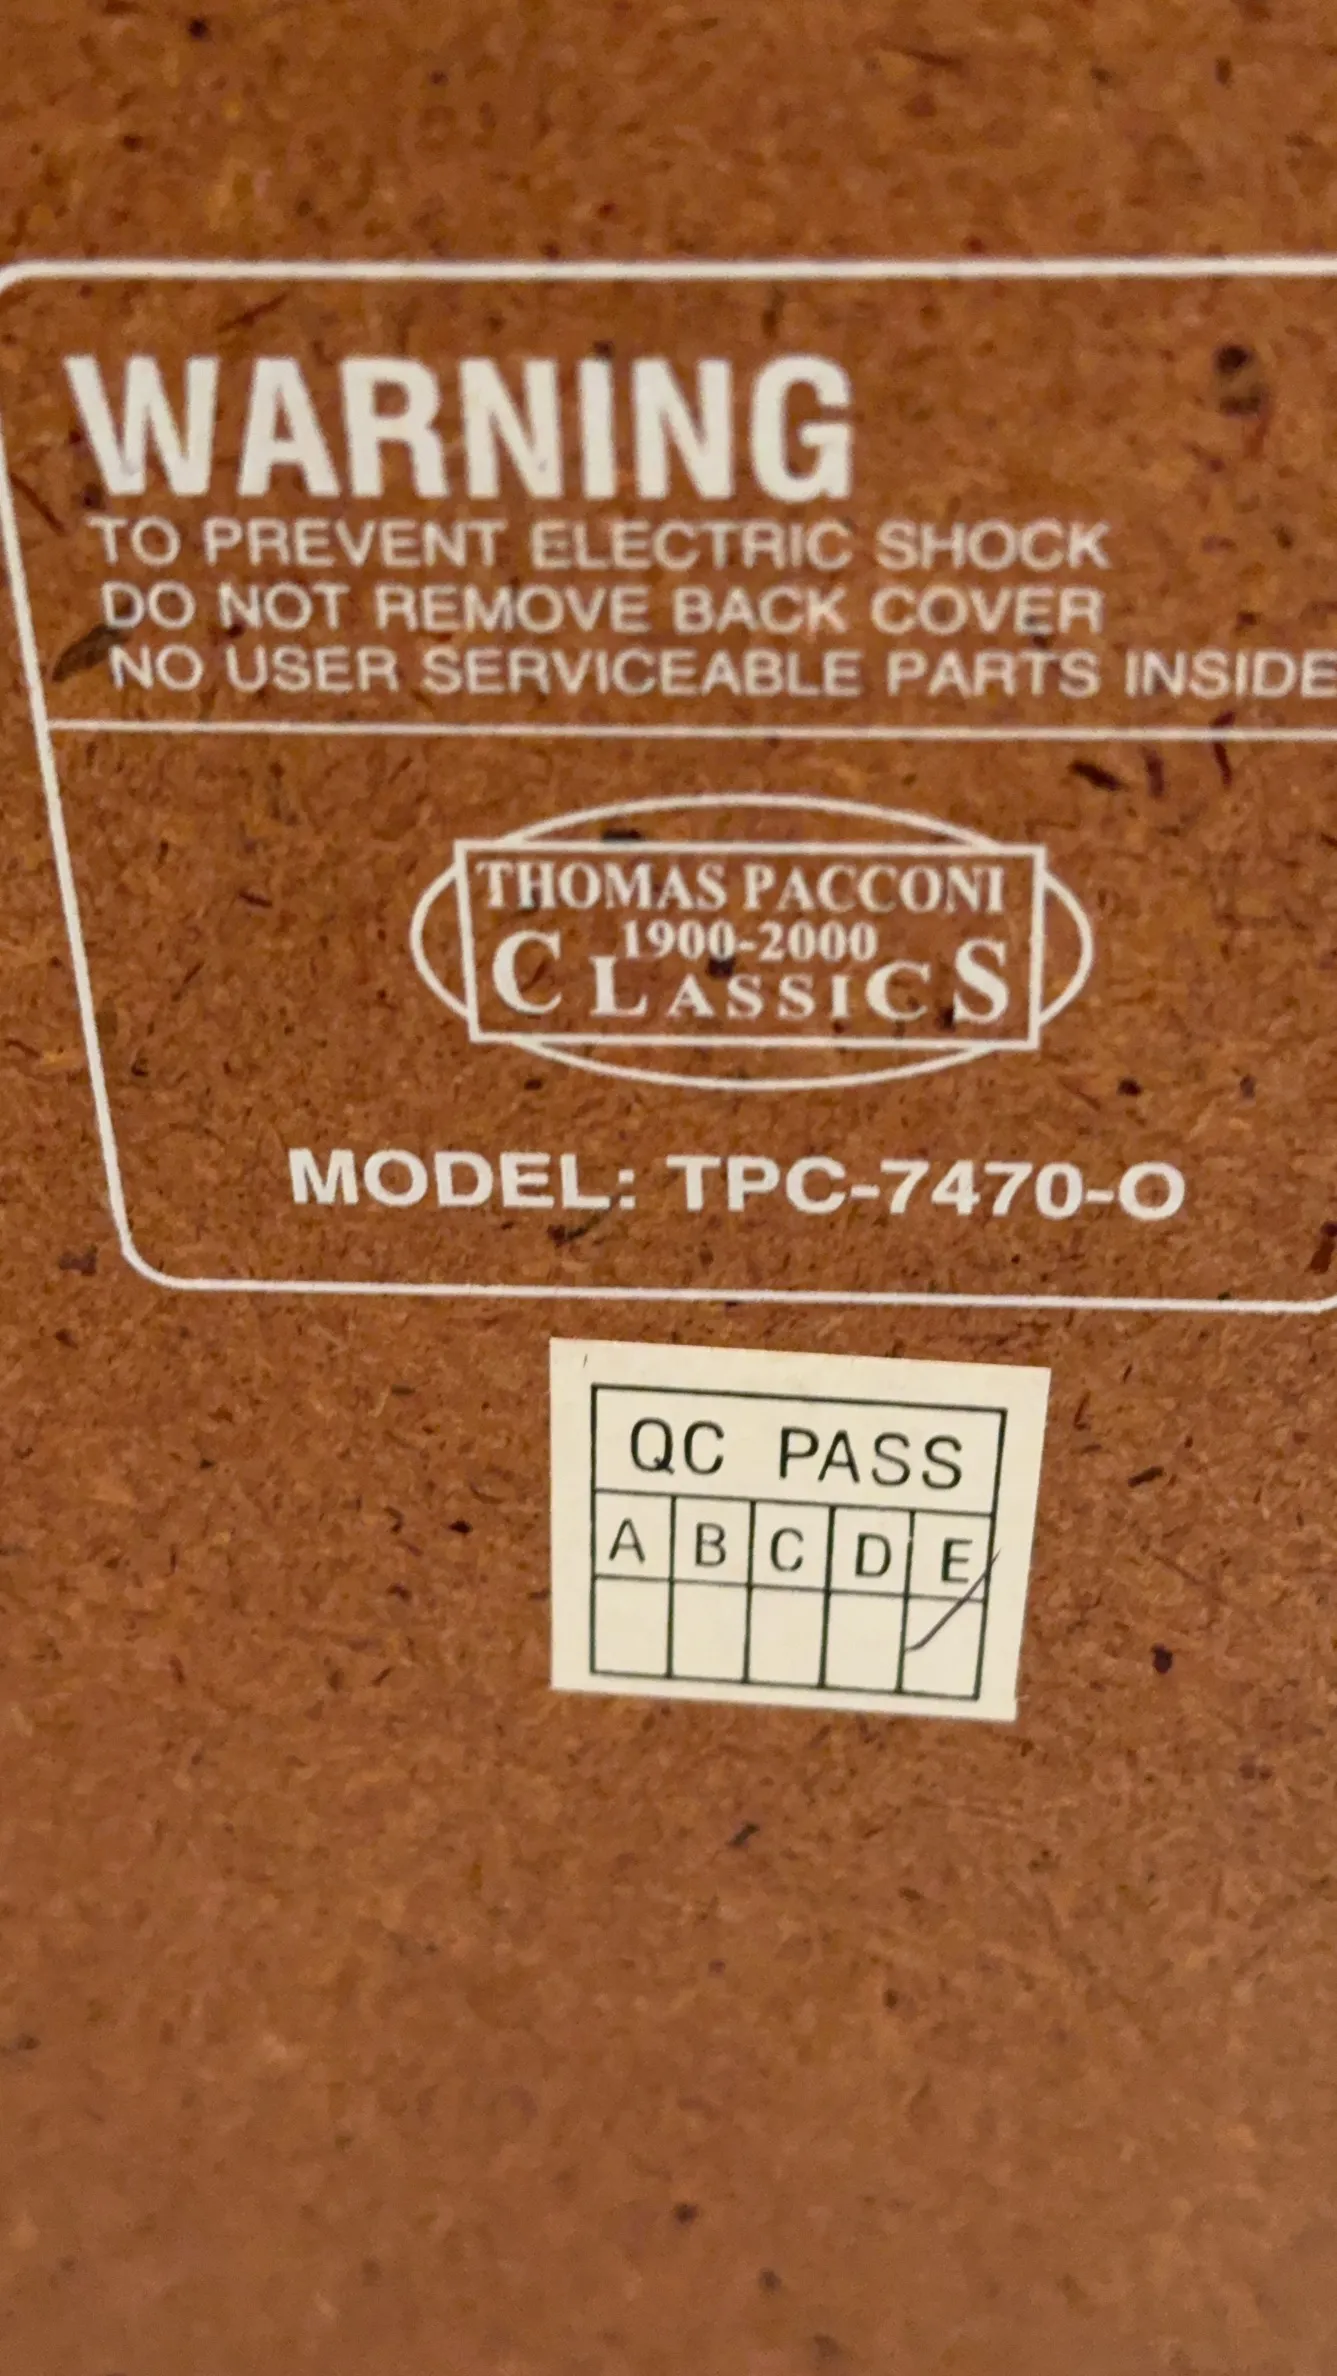 WARNING
TO PREVENT ELECTRIC SHOCK
DO NOT REMOVE BACK COVER
NO USER SERVICEABLE PARTS INSIDE
THOMAS PACCONI
1900-2000
CLASSICS
MODEL: TPC-7470-O
QC PASS
A B C D E